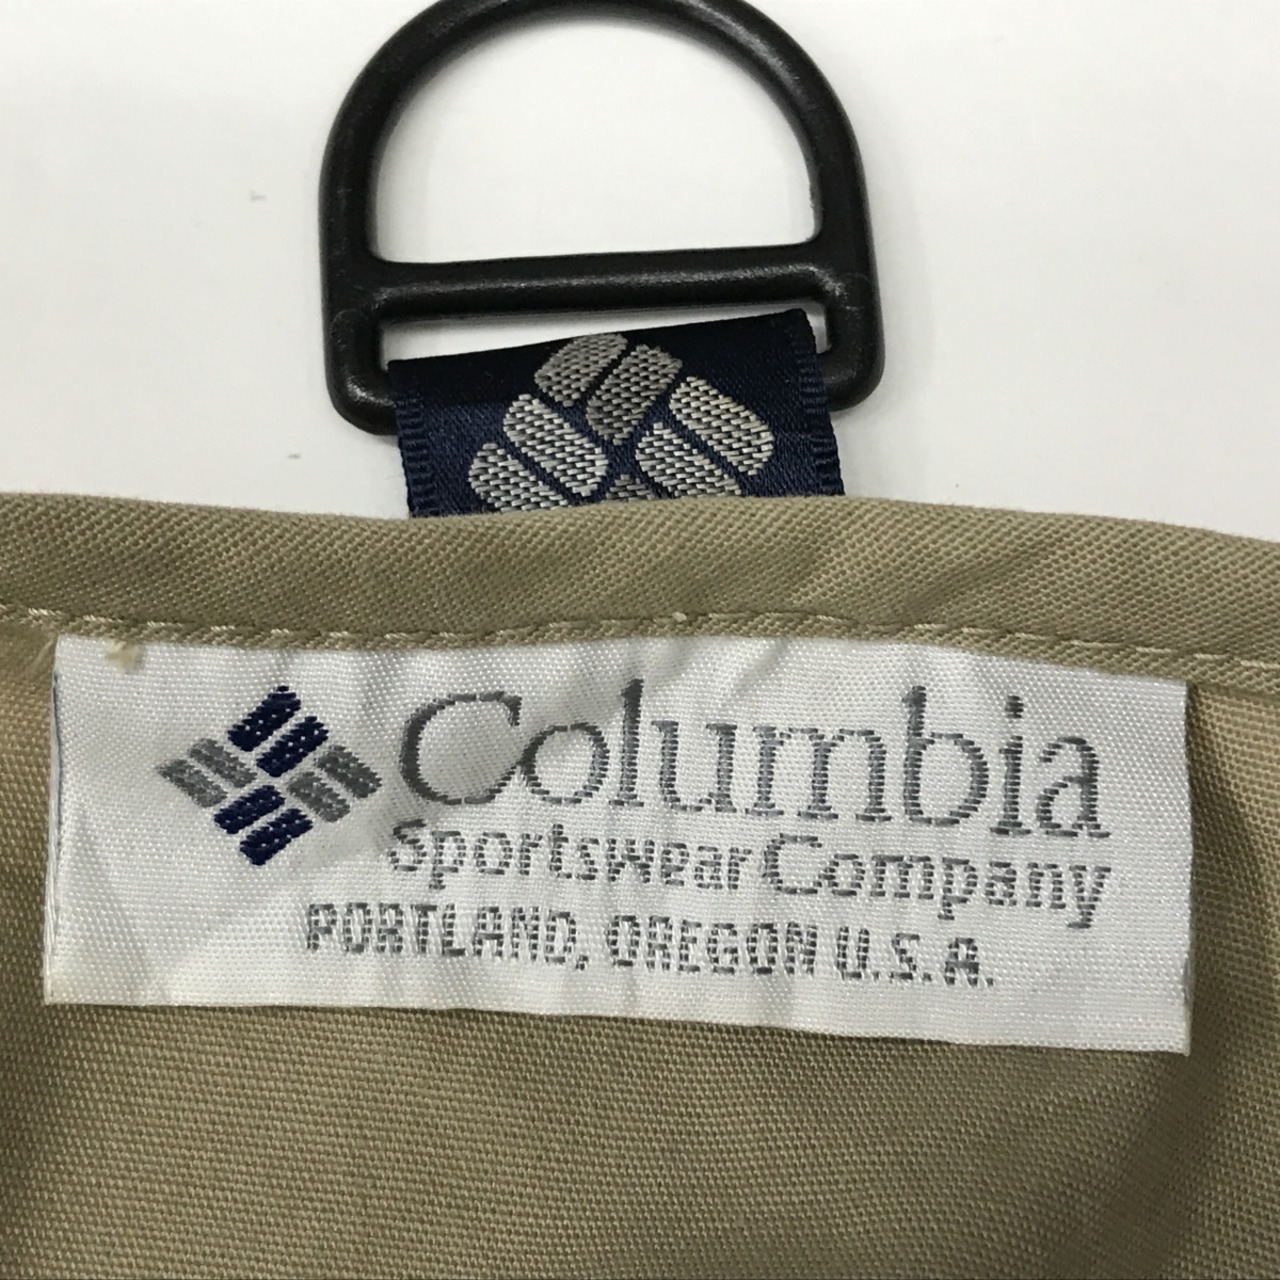 Columbia
Sportswear Company
PORTLAND, OREGON U.S.A.